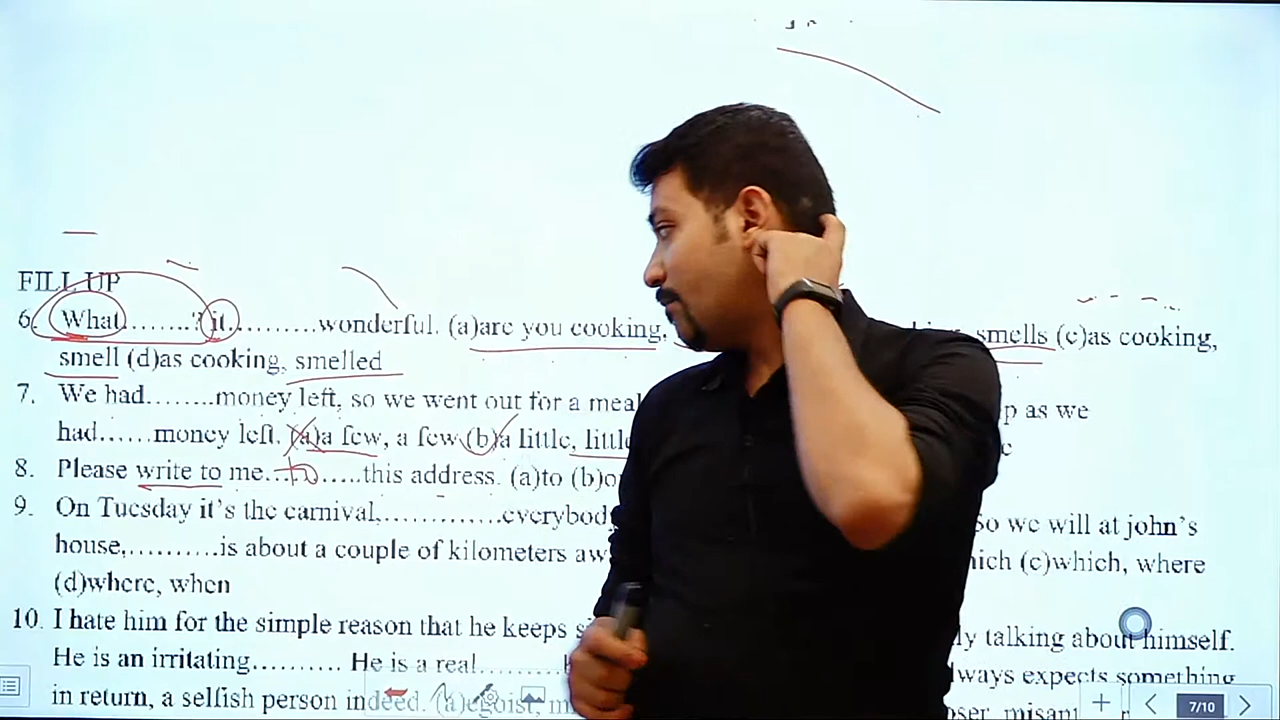 FILL UP
6. What........? it............wonderful. (a)are you cooking, smells (c)as cooking,
smell (d)as cooking, smelled
7. We had........money left, so we went out for a meal p as we
had......money left. (a)a few, a few (b)a little, little c
8. Please write to me...to.....this address. (a)to (b)o
9. On Tuesday it's the carnival,............everybod So we will at john's
house,..........is about a couple of kilometers aw hich (c)which, where
(d)where, when
10. I hate him for the simple reason that he keeps s ly talking about himself.
He is an irritating.......... He is a real........ lways expects something
in return, a selfish person indeed. (a)egoist, m oser, misant
7/10